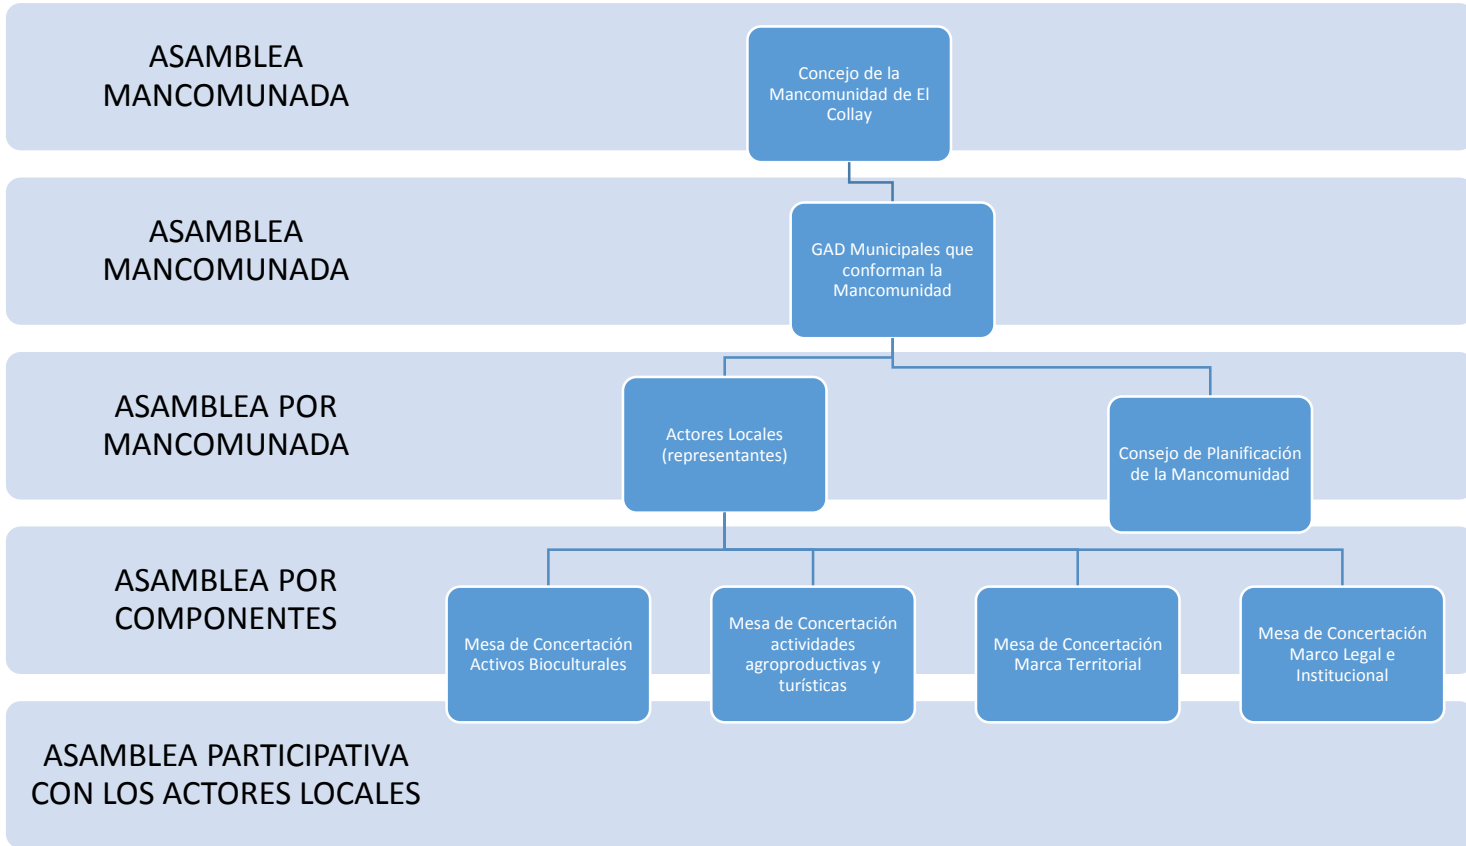 ASAMBLEA
MANCOMUNADA
Concejo de la
Mancomunidad de El
Collay
ASAMBLEA
MANCOMUNADA
GAD Municipales que
conforman la
Mancomunidad
ASAMBLEA POR
MANCOMUNADA
Actores Locales
(representantes)
Consejo de Planificación
de la Mancomunidad
ASAMBLEA POR
COMPONENTES
Mesa de Concertación
Activos Bioculturales
Mesa de Concertación
actividades
agroproductivas y
turísticas
Mesa de Concertación
Marca Territorial
Mesa de Concertación
Marco Legal e
Institucional
ASAMBLEA PARTICIPATIVA
CON LOS ACTORES LOCALES